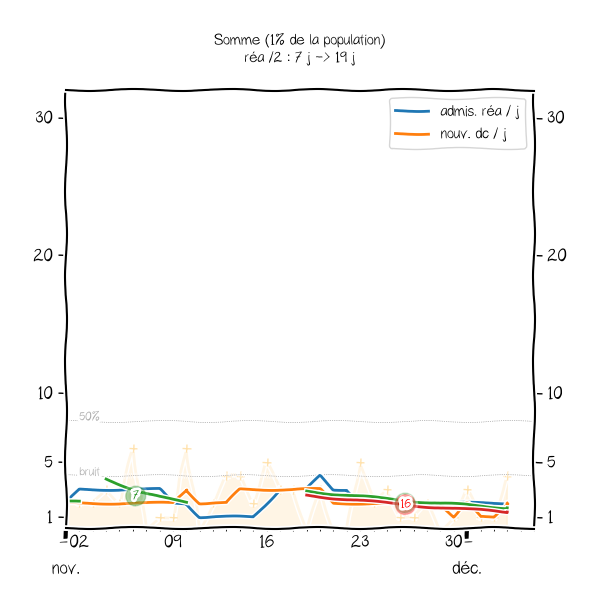 Somme (1% de la population)
réa /2 : 7 j -> 19 j
admis. réa / j
nouv. dc / j
30
30
20
20
10
10
50%
5
5
bruit
7
16
1
1
02
09
16
23
30
nov.
déc.